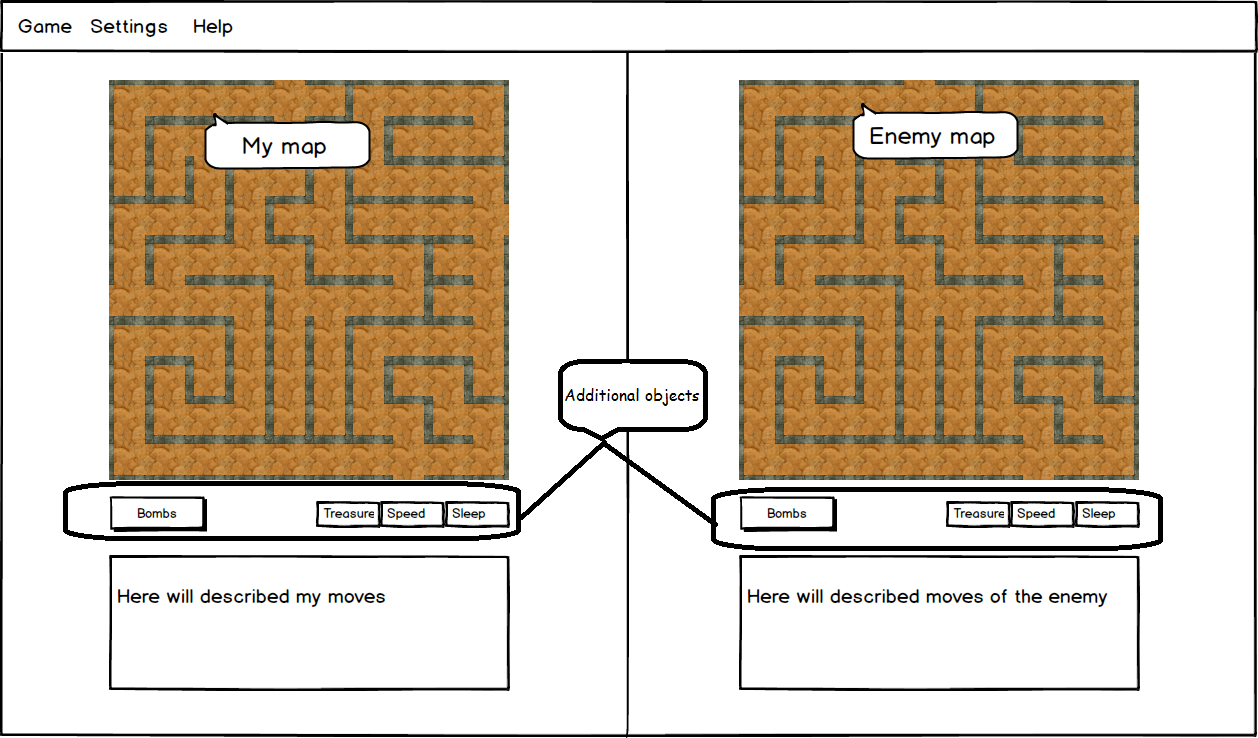 Game Settings Help
My map
Enemy map
Additional objects
Bombs Treasure Speed Sleep
Bombs Treasure Speed Sleep
Here will described my moves
Here will described moves of the enemy